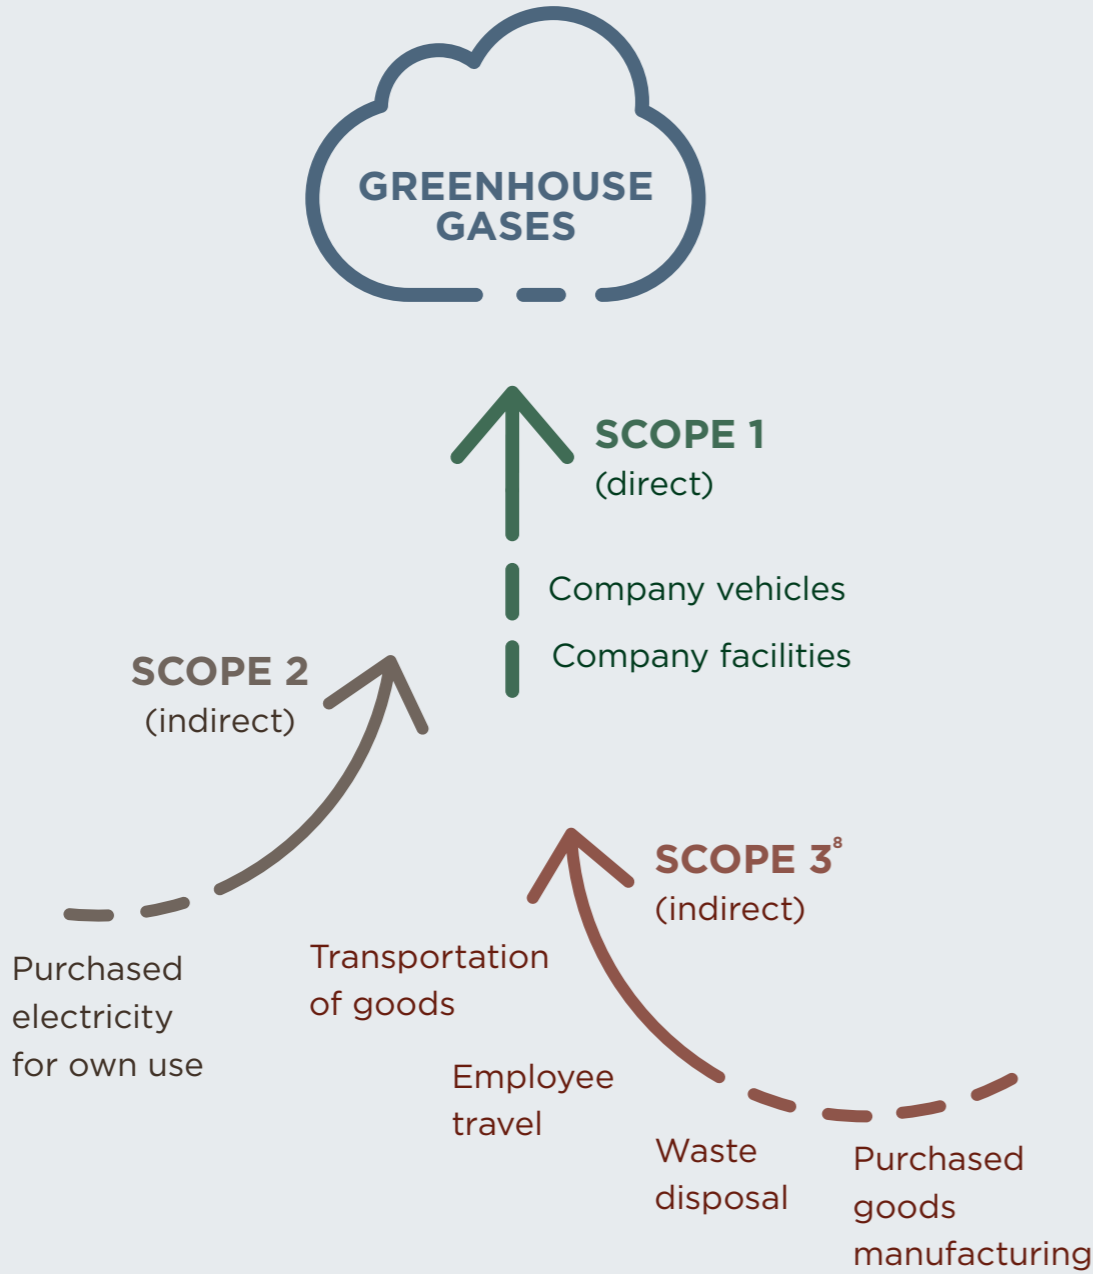 GREENHOUSE
GASES
SCOPE 1
(direct)
Company vehicles
Company facilities
SCOPE 2
(indirect)
Purchased
electricity
for own use
SCOPE 3⁸
(indirect)
Transportation
of goods
Employee
travel
Waste
disposal
Purchased
goods
manufacturing